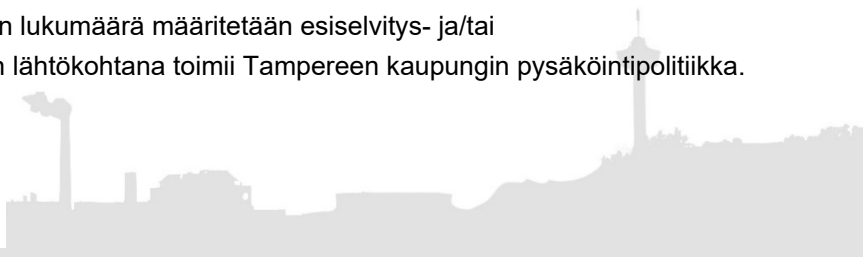 n lukumäärä määritetään esiselvitys- ja/tai
n lähtökohtana toimii Tampereen kaupungin pysäköintipolitiikka.